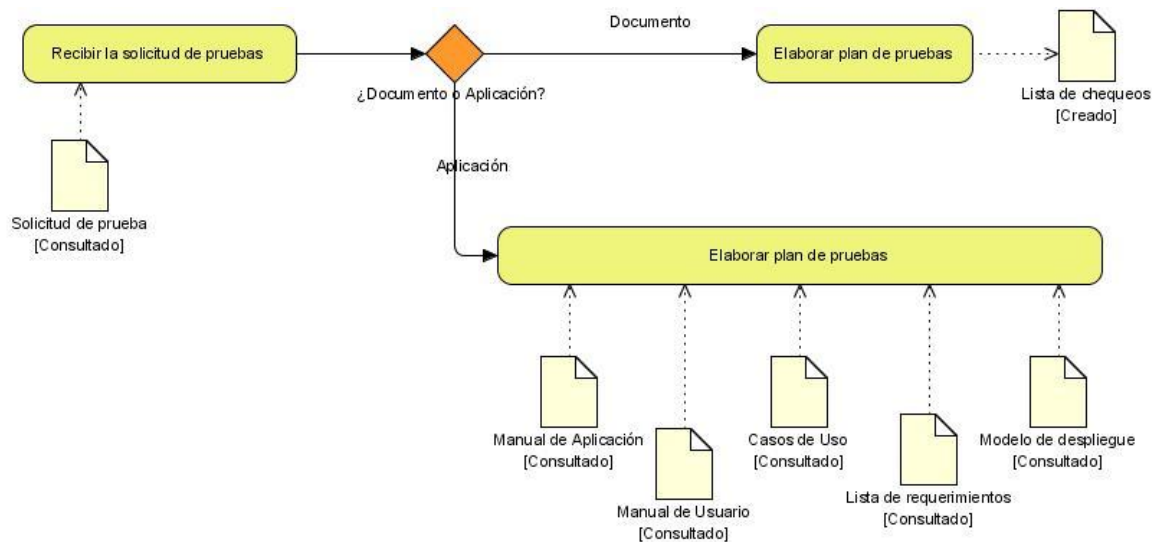 Documento
Recibir la solicitud de pruebas
Elaborar plan de pruebas
¿Documento o Aplicación?
Lista de chequeos
[Creado]
Aplicación
Solicitud de prueba
[Consultado]
Elaborar plan de pruebas
Manual de Aplicación
[Consultado]
Casos de Uso
[Consultado]
Modelo de despliegue
[Consultado]
Lista de requerimientos
[Consultado]
Manual de Usuario
[Consultado]